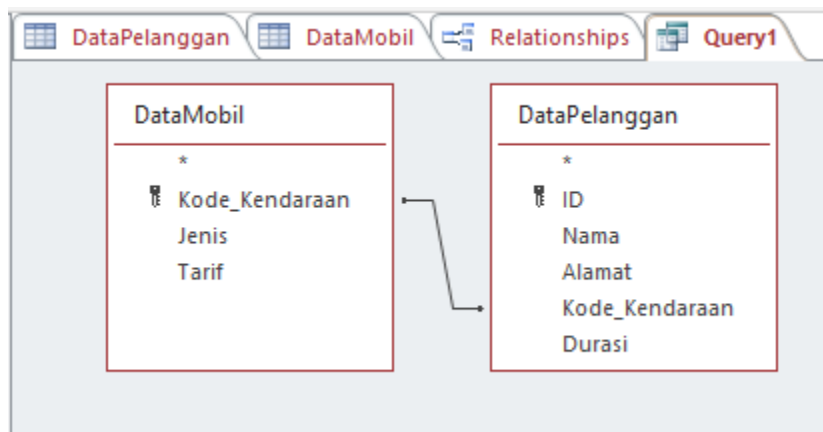 DataPelanggan DataMobil Relationships Query1
DataMobil
*
Kode_Kendaraan
Jenis
Tarif
DataPelanggan
*
ID
Nama
Alamat
Kode_Kendaraan
Durasi